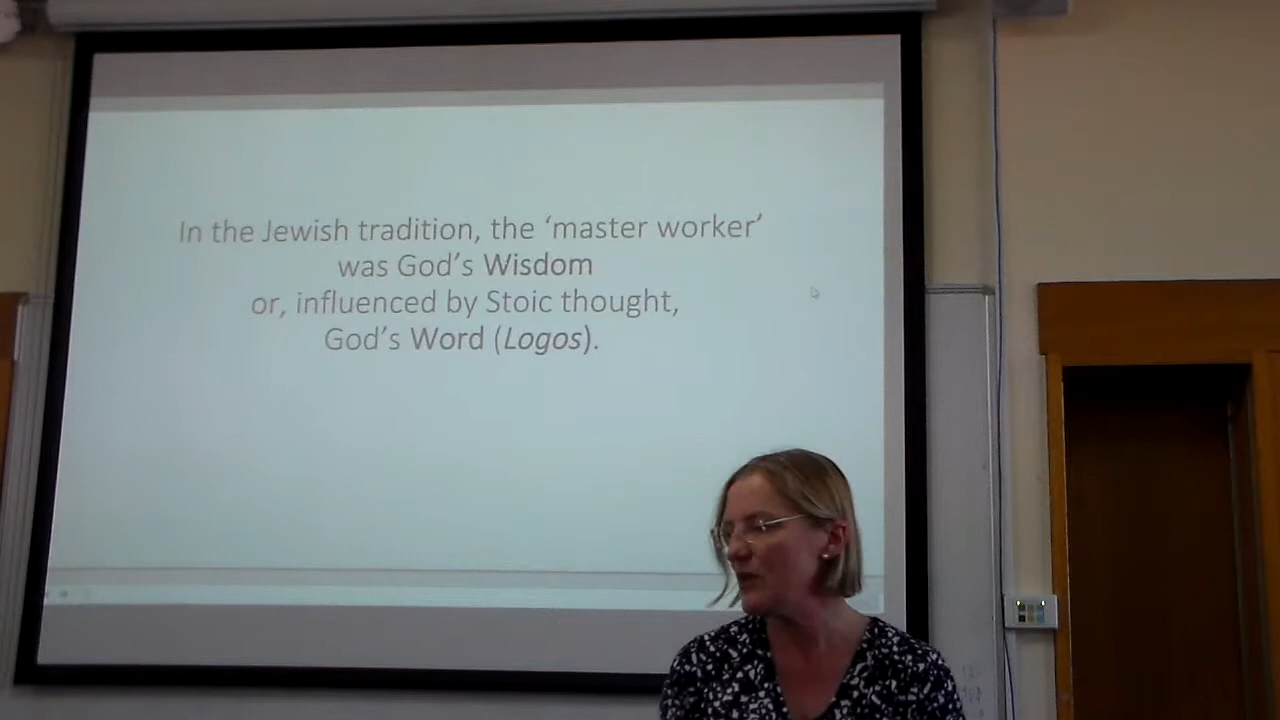 In the Jewish tradition, the ‘master worker’
was God’s Wisdom
or, influenced by Stoic thought,
God’s Word (Logos).